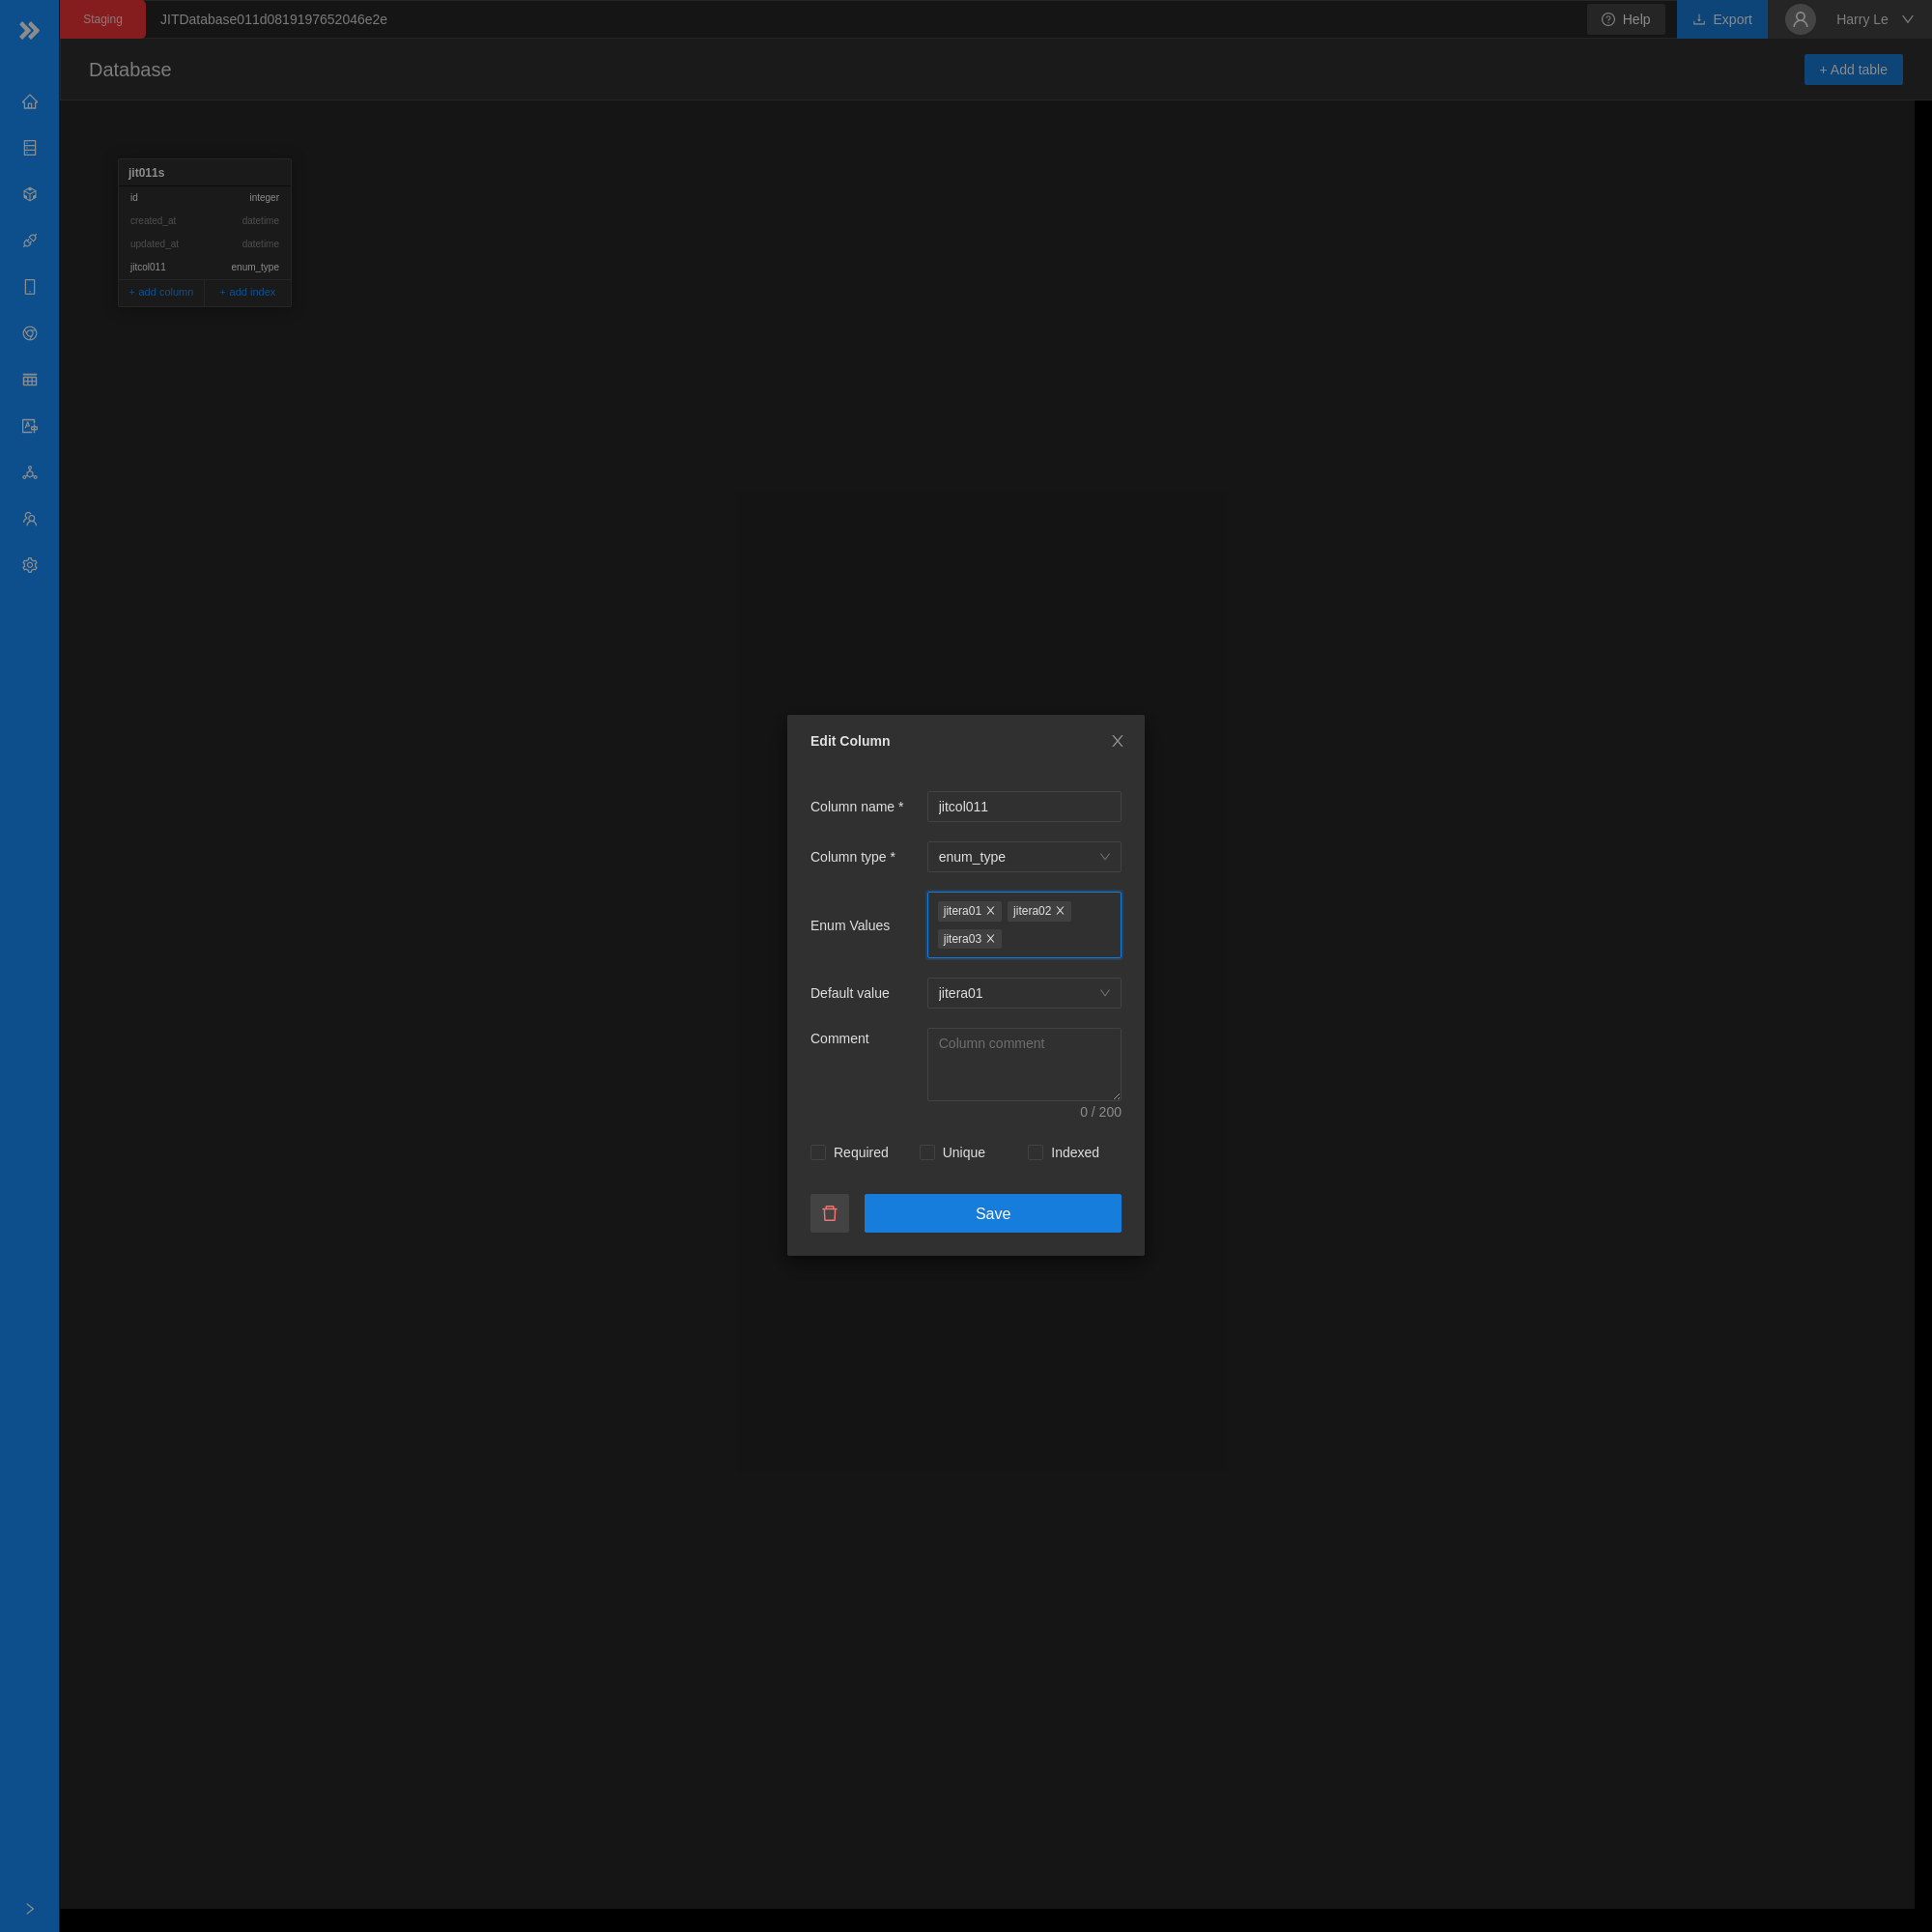 Staging JITDatabase011d0819197652046e2e Help Export Harry Le
Database + Add table
jit011s
id integer
created_at datetime
updated_at datetime
jitcol011 enum_type
+ add column + add index
Edit Column
Column name * jitcol011
Column type * enum_type
jitera01 jitera02
Enum Values
jitera03
Default value jitera01
Comment Column comment
0 / 200
Required Unique Indexed
Save